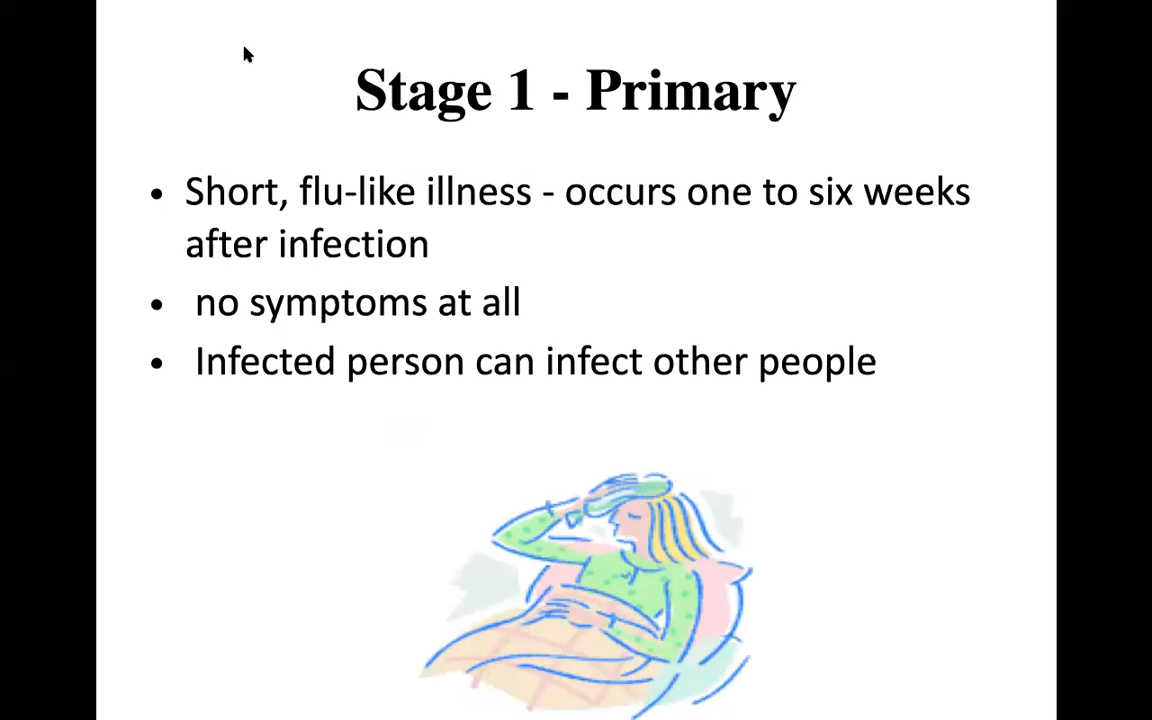 Stage 1 - Primary
• Short, flu-like illness - occurs one to six weeks
after infection
• no symptoms at all
• Infected person can infect other people